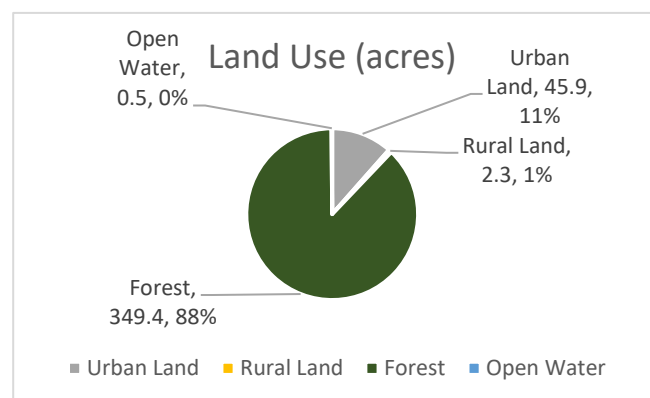 Land Use (acres)
Open
Water,
0.5, 0%
Urban
Land, 45.9,
11%
Rural Land,
2.3, 1%
Forest,
349.4, 88%
Urban Land Rural Land Forest Open Water